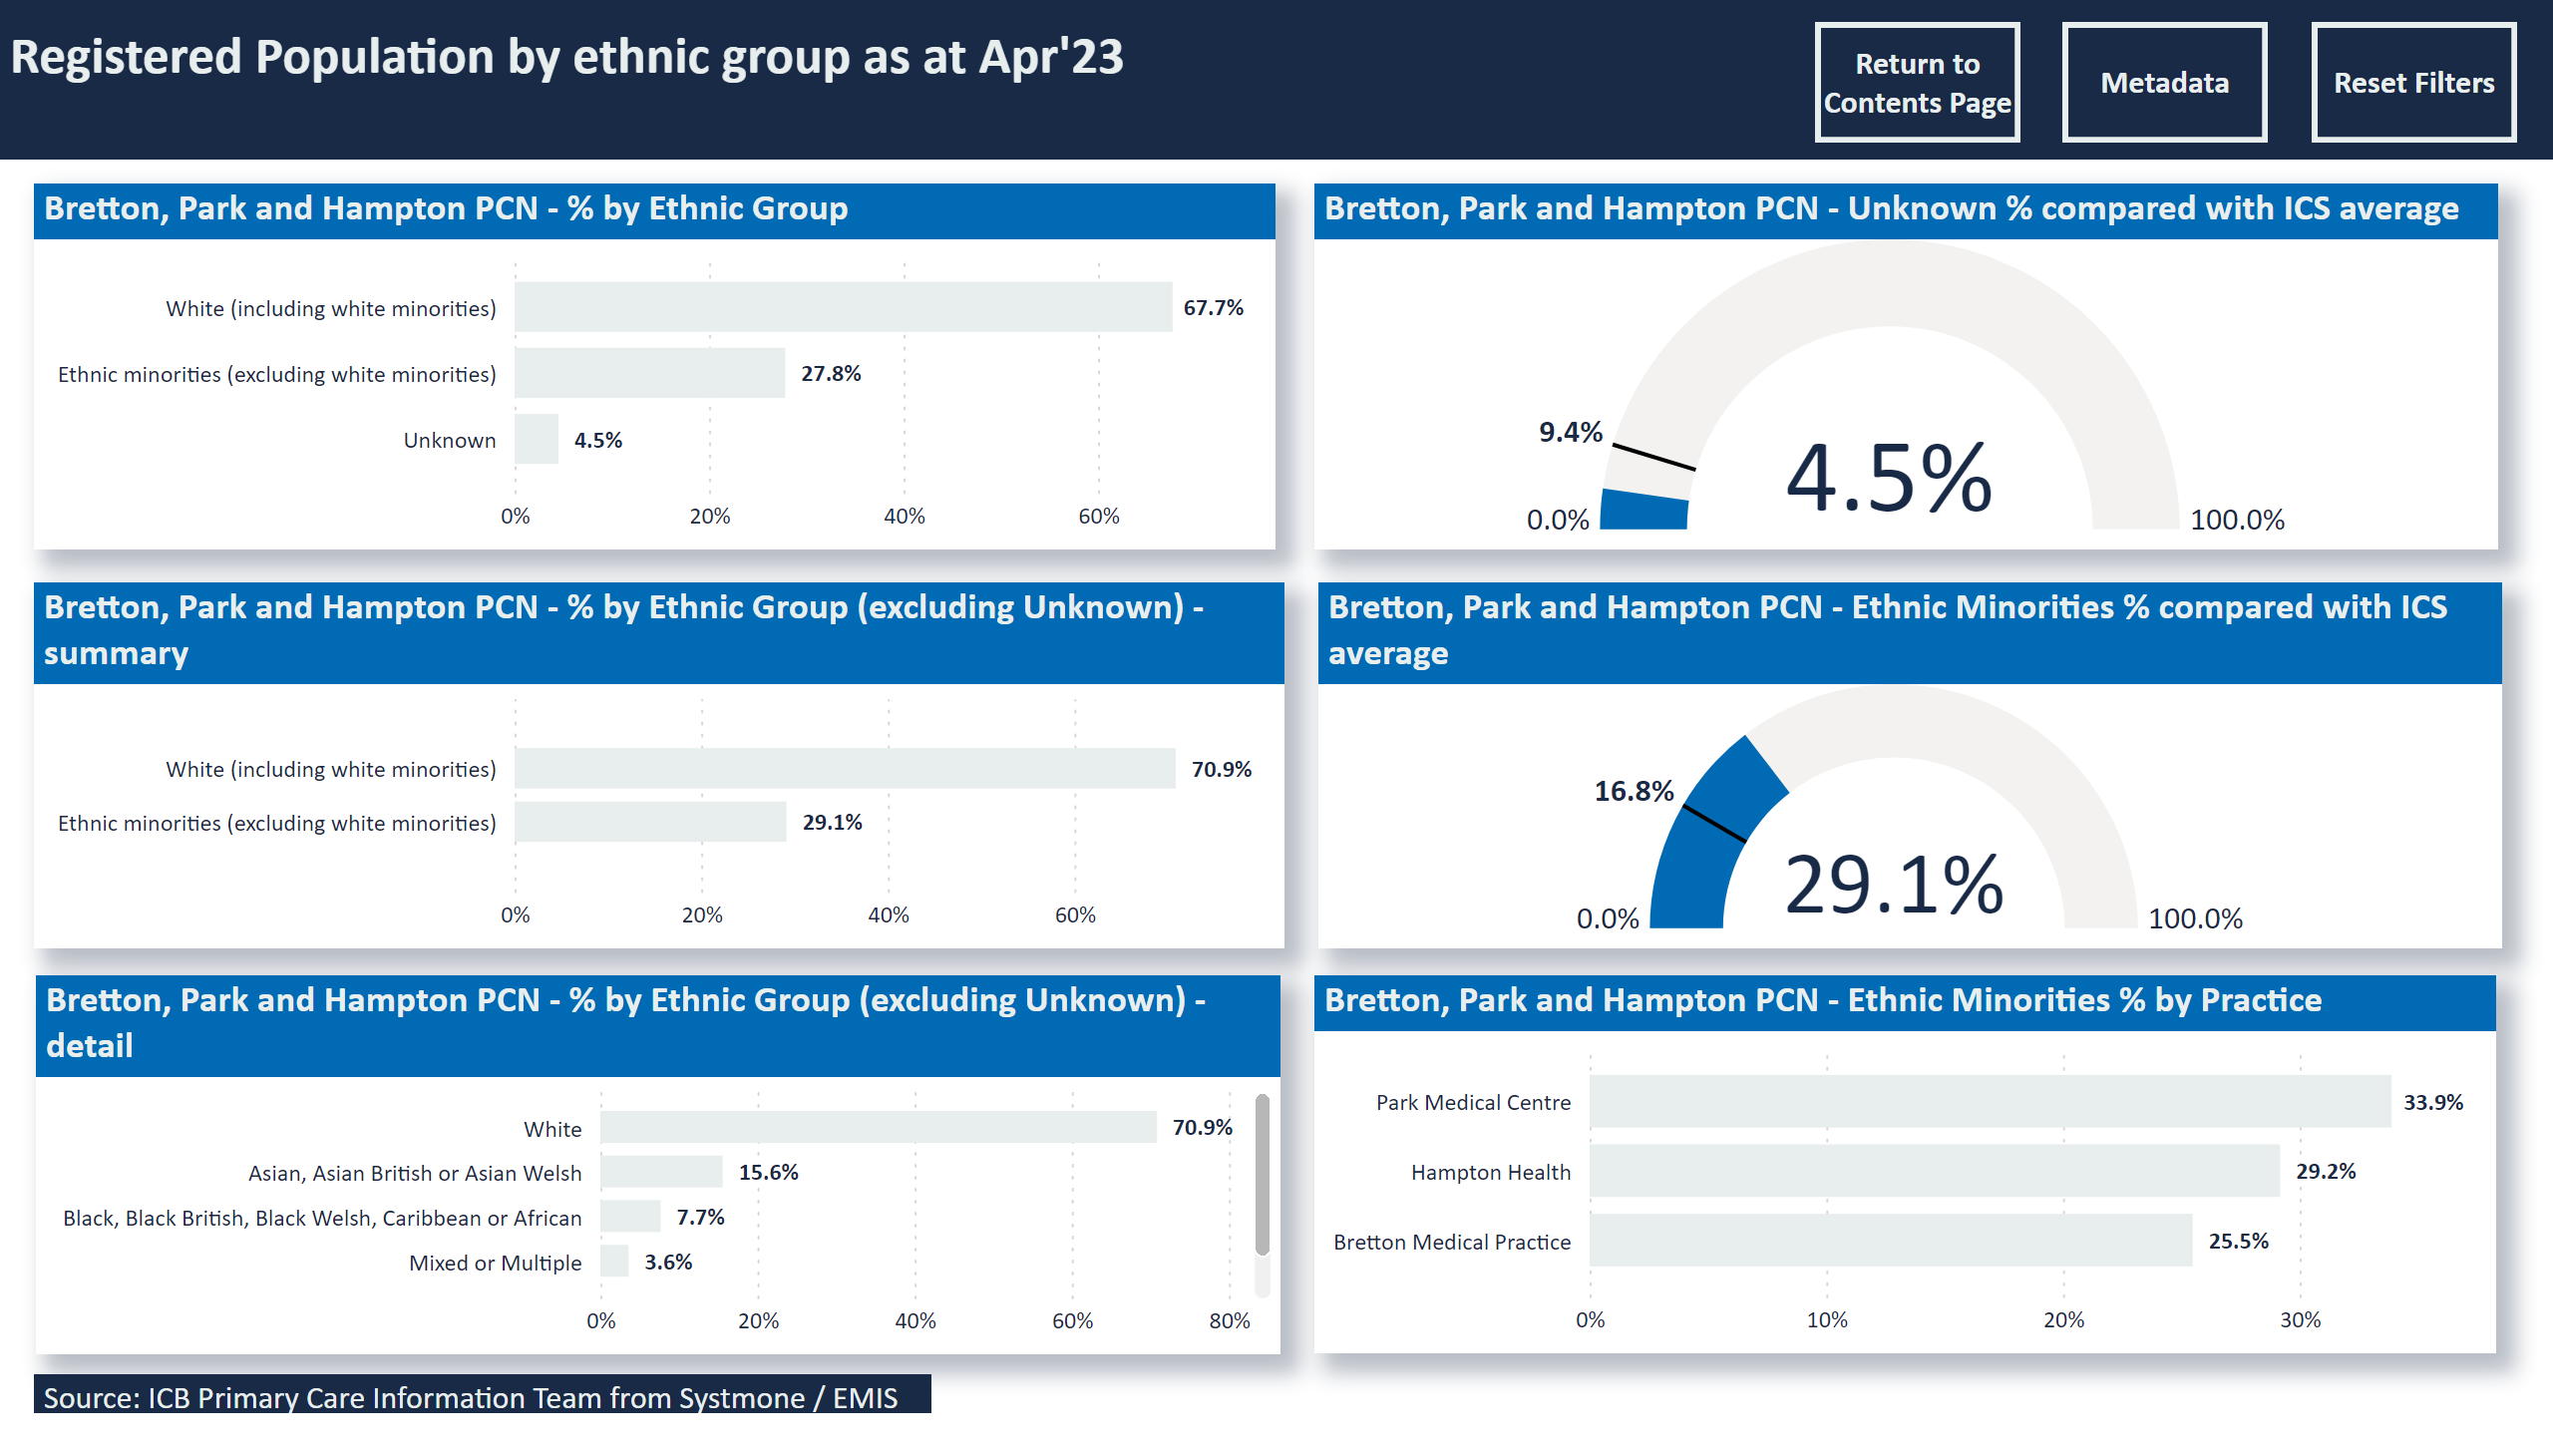 Registered Population by ethnic group as at Apr'23
Return to
Contents Page
Metadata
Reset Filters
Bretton, Park and Hampton PCN - % by Ethnic Group
White (including white minorities)
67.7%
Ethnic minorities (excluding white minorities)
27.8%
Unknown
4.5%
0%
20%
40%
60%
Bretton, Park and Hampton PCN - Unknown % compared with ICS average
9.4%
4.5%
0.0%
100.0%
Bretton, Park and Hampton PCN - % by Ethnic Group (excluding Unknown) -
summary
White (including white minorities)
70.9%
Ethnic minorities (excluding white minorities)
29.1%
0%
20%
40%
60%
Bretton, Park and Hampton PCN - Ethnic Minorities % compared with ICS
average
16.8%
29.1%
0.0%
100.0%
Bretton, Park and Hampton PCN - % by Ethnic Group (excluding Unknown) -
detail
White
70.9%
Asian, Asian British or Asian Welsh
15.6%
Black, Black British, Black Welsh, Caribbean or African
7.7%
Mixed or Multiple
3.6%
0%
20%
40%
60%
80%
Bretton, Park and Hampton PCN - Ethnic Minorities % by Practice
Park Medical Centre
33.9%
Hampton Health
29.2%
Bretton Medical Practice
25.5%
0%
10%
20%
30%
Source: ICB Primary Care Information Team from Systmone / EMIS